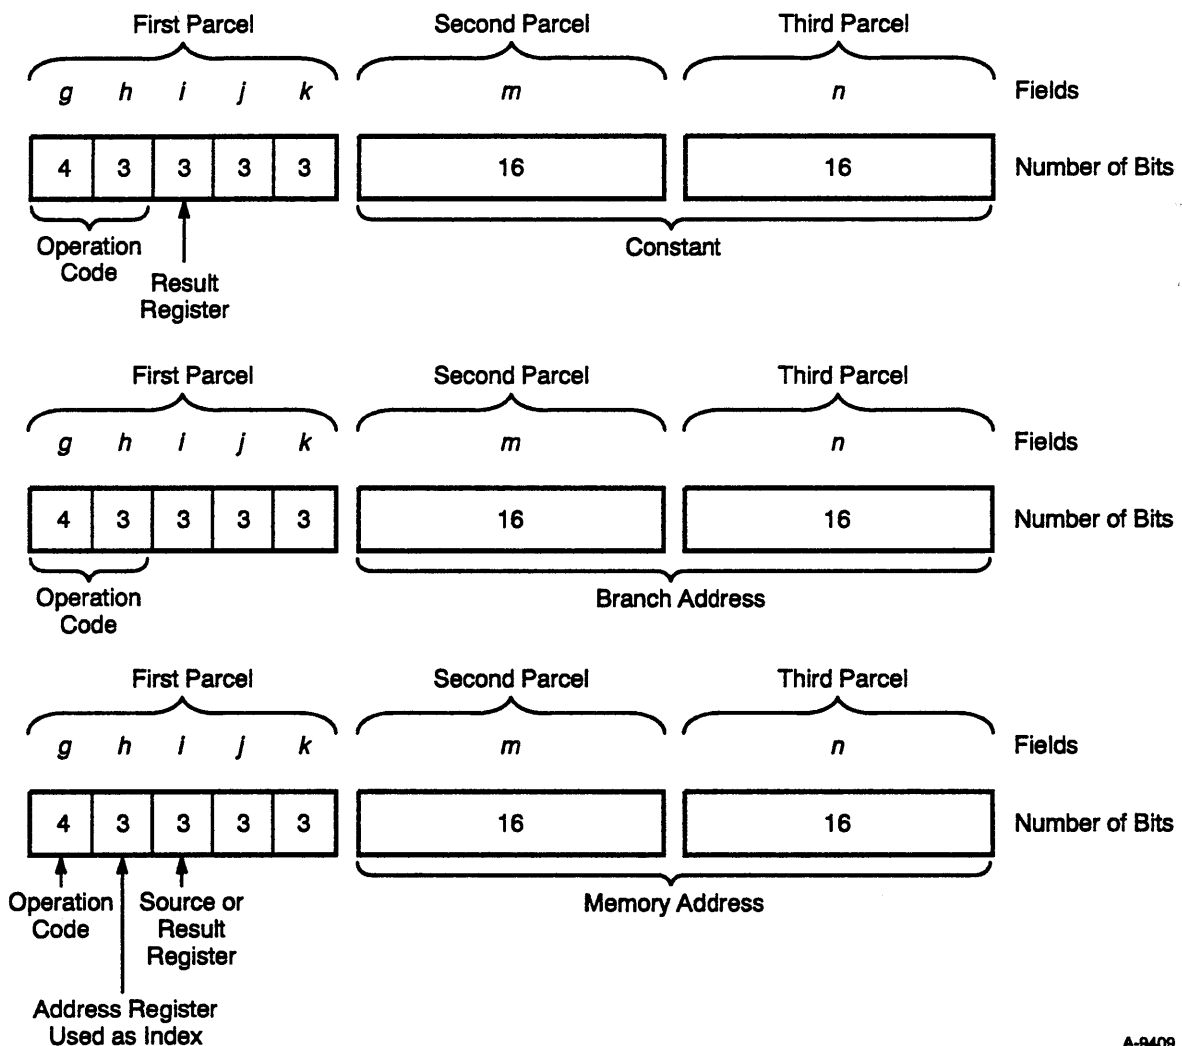 First Parcel Second Parcel Third Parcel
g h i j k m n Fields
4 3 3 3 3 16 16 Number of Bits
Operation
Code
Constant
Result
Register
First Parcel Second Parcel Third Parcel
g h i j k m n Fields
4 3 3 3 3 16 16 Number of Bits
Operation
Code
Branch Address
First Parcel Second Parcel Third Parcel
g h i j k m n Fields
4 3 3 3 3 16 16 Number of Bits
Operation
Code
Source or
Result
Register
Memory Address
Address Register
Used as Index
A-9409